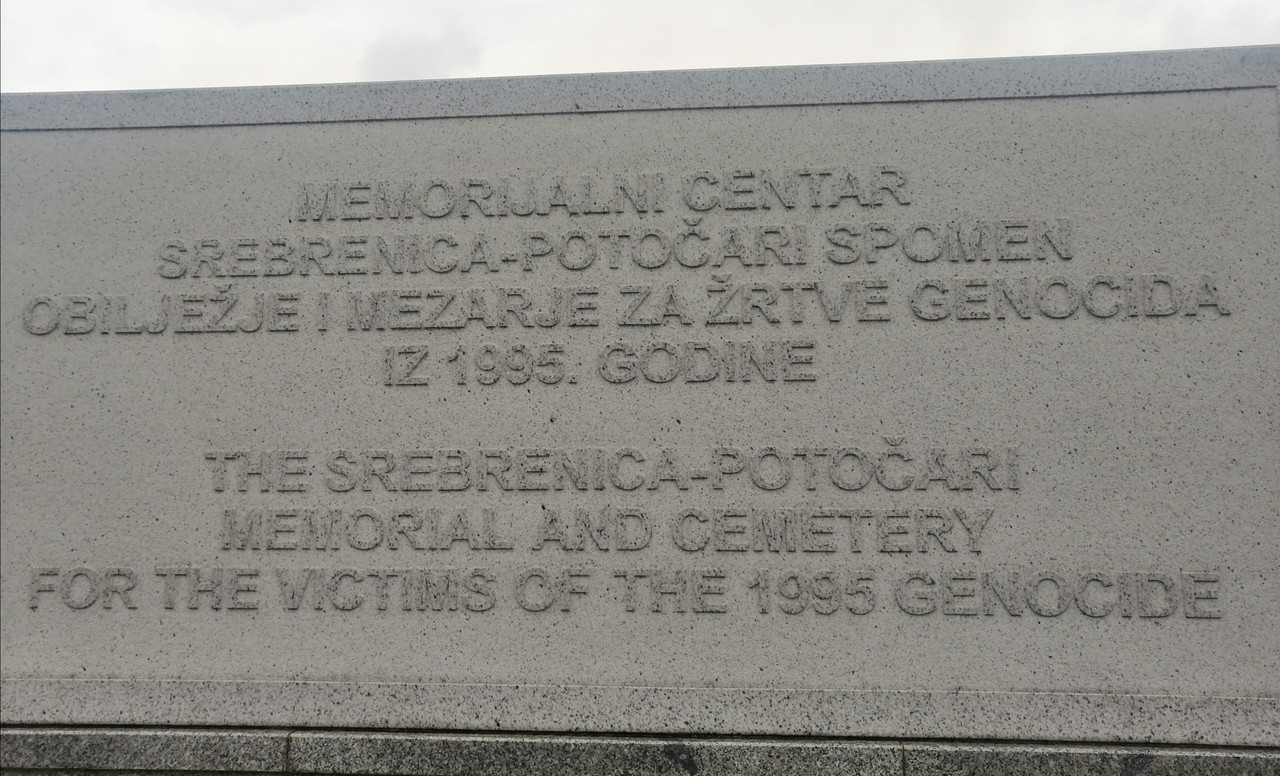 MEMORIJALNI CENTAR
SREBRENICA-POTOČARI SPOMEN
OBILJEŽJE I MEZARJE ZA ŽRTVE GENOCIDA
IZ 1995. GODINE
THE SREBRENICA-POTOČARI
MEMORIAL AND CEMETERY
FOR THE VICTIMS OF THE 1995 GENOCIDE